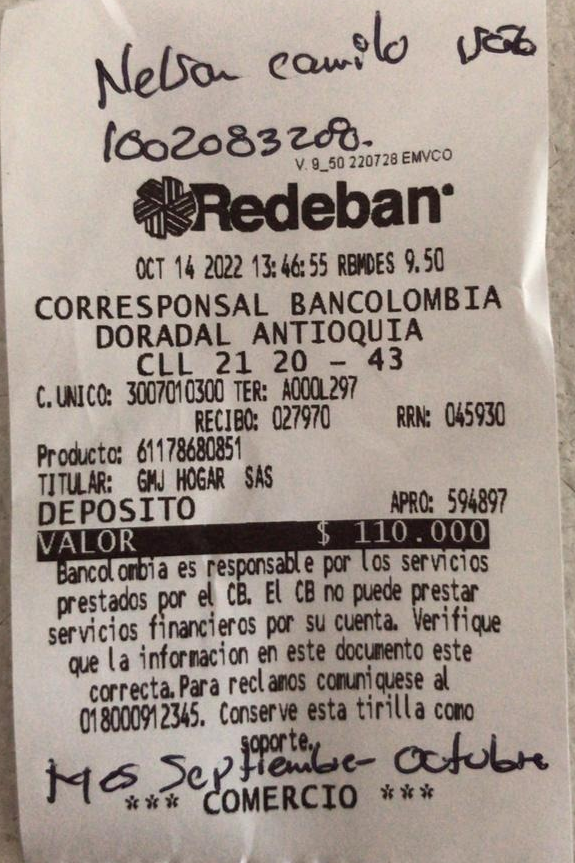 Nelson camilo
1002083208.
V. 9_50 220728 EMVCO
Redeban
OCT 14 2022 13:46:55 RBMDES 9.50
CORRESPONSAL BANCOLOMBIA
DORADAL ANTIOQUIA
CLL 21 20 - 43
C. UNICO: 3007010300 TER: A000L297
RECIBO: 027970 RRN: 045930
Producto: 61178680851
TITULAR: GMJ HOGAR SAS
DEPOSITO APRO: 594897
VALOR $ 110.000
Bancolombia es responsable por los servicios
prestados por el CB. El CB no puede prestar
servicios financieros por su cuenta. Verifique
que la informacion en este documento este
correcta.Para reclamos comuniquese al
018000912345. Conserve esta tirilla como
soporte.
Mes Septiembre- octubre
*** COMERCIO ***